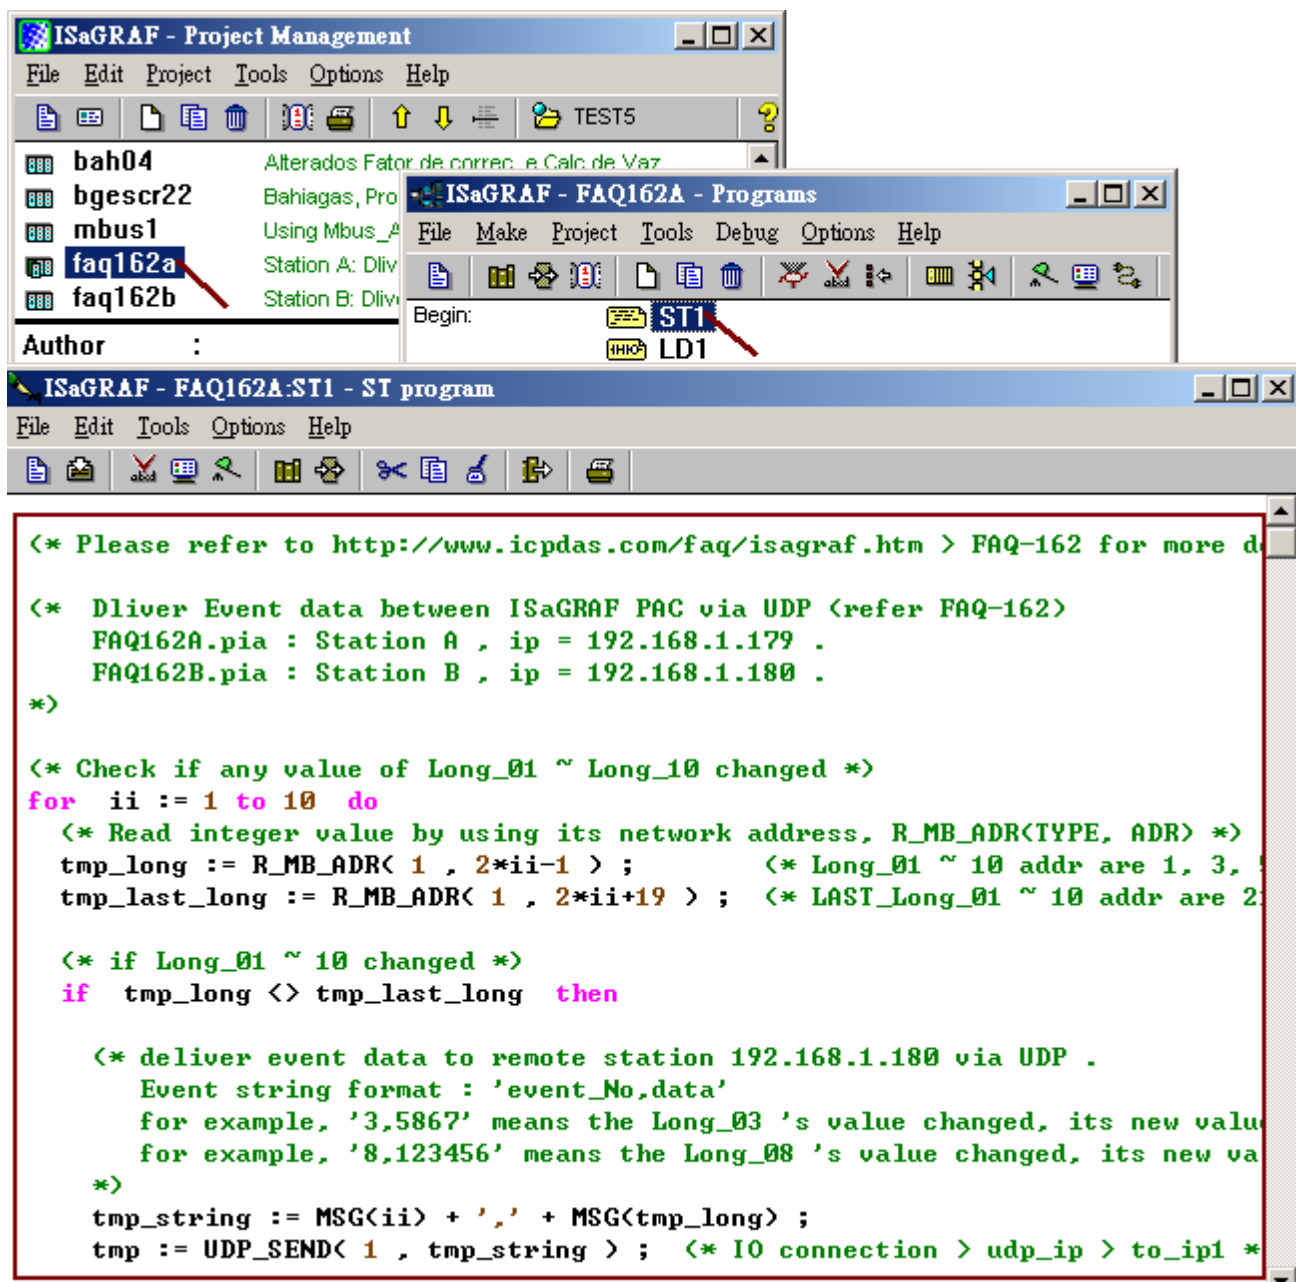 ISaGRAF - Project Management
File Edit Project Tools Options Help
TEST5
bah04 Alterados Fator de correc. e Calc de Vaz
bgescr22 Bahiagas, Pro
mbus1 Using Mbus_A
faq162a Station A: Dliv
faq162b Station B: Dliv
Author :
ISaGRAF - FAQ162A - Programs
File Make Project Tools Debug Options Help
Begin: ST1
LD1
ISaGRAF - FAQ162A:ST1 - ST program
File Edit Tools Options Help
(* Please refer to http://www.icpdas.com/faq/isagraf.htm > FAQ-162 for more d
(* Dliver Event data between ISaGRAF PAC via UDP (refer FAQ-162)
FAQ162A.pia : Station A , ip = 192.168.1.179 .
FAQ162B.pia : Station B , ip = 192.168.1.180 .
*)
(* Check if any value of Long_01 ~ Long_10 changed *)
for ii := 1 to 10 do
(* Read integer value by using its network address, R_MB_ADR(TYPE, ADR) *)
tmp_long := R_MB_ADR( 1 , 2*ii-1 ) ; (* Long_01 ~ 10 addr are 1, 3,
tmp_last_long := R_MB_ADR( 1 , 2*ii+19 ) ; (* LAST_Long_01 ~ 10 addr are 2
(* if Long_01 ~ 10 changed *)
if tmp_long <> tmp_last_long then
(* deliver event data to remote station 192.168.1.180 via UDP .
Event string format : 'event_No,data'
for example, '3,5867' means the Long_03 's value changed, its new valu
for example, '8,123456' means the Long_08 's value changed, its new va
*)
tmp_string := MSG(ii) + ',' + MSG(tmp_long) ;
tmp := UDP_SEND( 1 , tmp_string ) ; (* IO connection > udp_ip > to_ip1 *